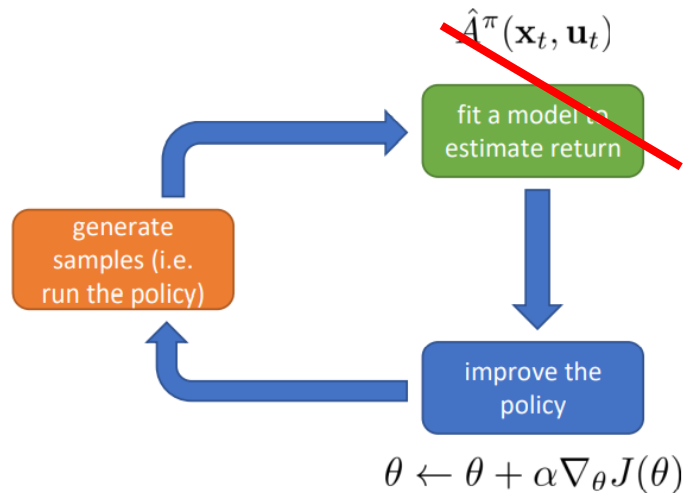 Â^π(𝐱_t, 𝐮_t)
fit a model to
estimate return
generate
samples (i.e.
run the policy)
improve the
policy
θ ← θ + α∇_θ J(θ)